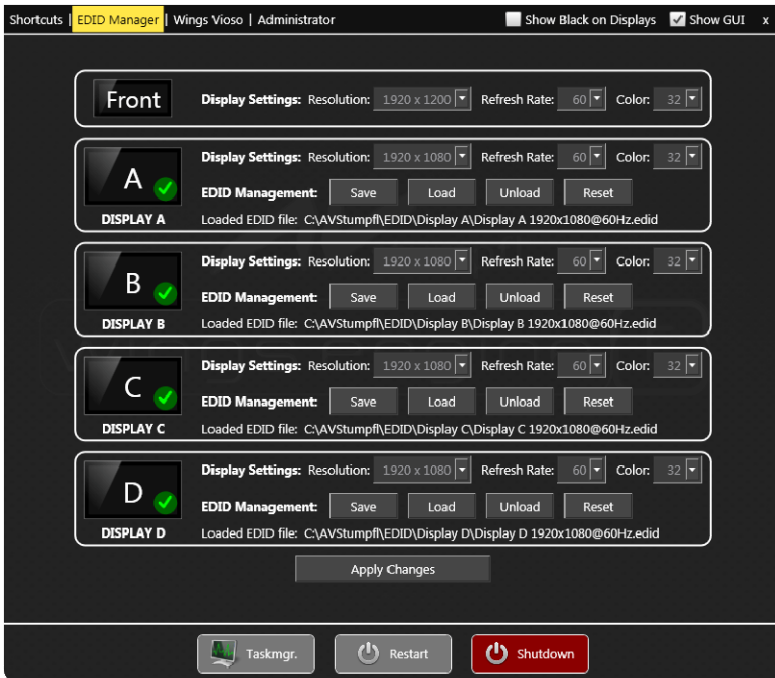 Shortcuts | EDID Manager | Wings Vioso | Administrator Show Black on Displays Show GUI x
Front Display Settings: Resolution: 1920 x 1200 Refresh Rate: 60 Color: 32
Display Settings: Resolution: 1920 x 1080 Refresh Rate: 60 Color: 32
A EDID Management: Save Load Unload Reset
DISPLAY A Loaded EDID file: C:\AVStumpfl\EDID\Display A\Display A 1920x1080@60Hz.edid
Display Settings: Resolution: 1920 x 1080 Refresh Rate: 60 Color: 32
B EDID Management: Save Load Unload Reset
DISPLAY B Loaded EDID file: C:\AVStumpfl\EDID\Display B\Display B 1920x1080@60Hz.edid
Display Settings: Resolution: 1920 x 1080 Refresh Rate: 60 Color: 32
C EDID Management: Save Load Unload Reset
DISPLAY C Loaded EDID file: C:\AVStumpfl\EDID\Display C\Display C 1920x1080@60Hz.edid
Display Settings: Resolution: 1920 x 1080 Refresh Rate: 60 Color: 32
D EDID Management: Save Load Unload Reset
DISPLAY D Loaded EDID file: C:\AVStumpfl\EDID\Display D\Display D 1920x1080@60Hz.edid
Apply Changes
Taskmgr. Restart Shutdown